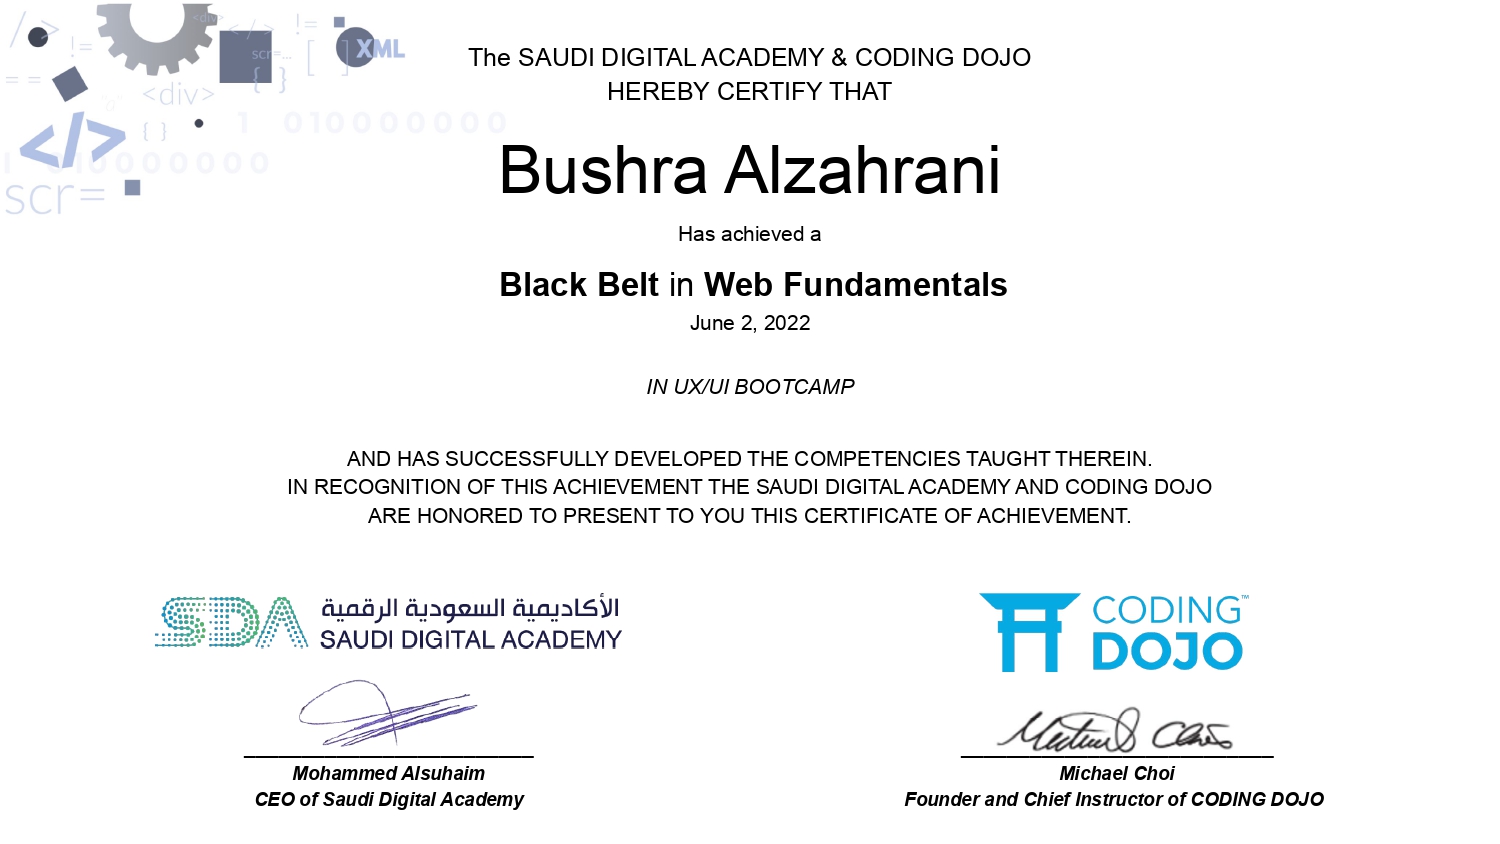 />
<div>
</>
!=
!=
scr=...
[ ]
XML
==
{ }
"a"
<div>
{ }
1 010000000
</>
1 010000000
scr=
The SAUDI DIGITAL ACADEMY & CODING DOJO
HEREBY CERTIFY THAT
Bushra Alzahrani
Has achieved a
Black Belt in Web Fundamentals
June 2, 2022
IN UX/UI BOOTCAMP
AND HAS SUCCESSFULLY DEVELOPED THE COMPETENCIES TAUGHT THEREIN.
IN RECOGNITION OF THIS ACHIEVEMENT THE SAUDI DIGITAL ACADEMY AND CODING DOJO
ARE HONORED TO PRESENT TO YOU THIS CERTIFICATE OF ACHIEVEMENT.
SDA
الأكاديمية السعودية الرقمية
SAUDI DIGITAL ACADEMY
CODING™
DOJO
Mohammed Alsuhaim
CEO of Saudi Digital Academy
Michael Choi
Founder and Chief Instructor of CODING DOJO